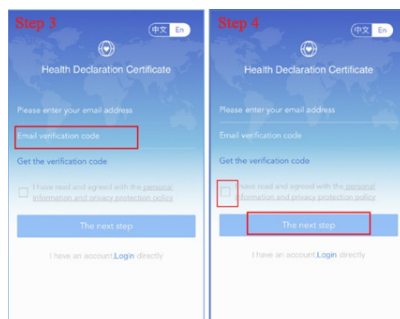 Step 3
中文 En
Health Declaration Certificate
Please enter your email address
Email verification code
Get the verification code
I have read and agreed with the personal
information and privacy protection policy
The next step
I have an account,Login directly
Step 4
中文 En
Health Declaration Certificate
Please enter your email address
Email verification code
Get the verification code
I have read and agreed with the personal
information and privacy protection policy
The next step
I have an account,Login directly